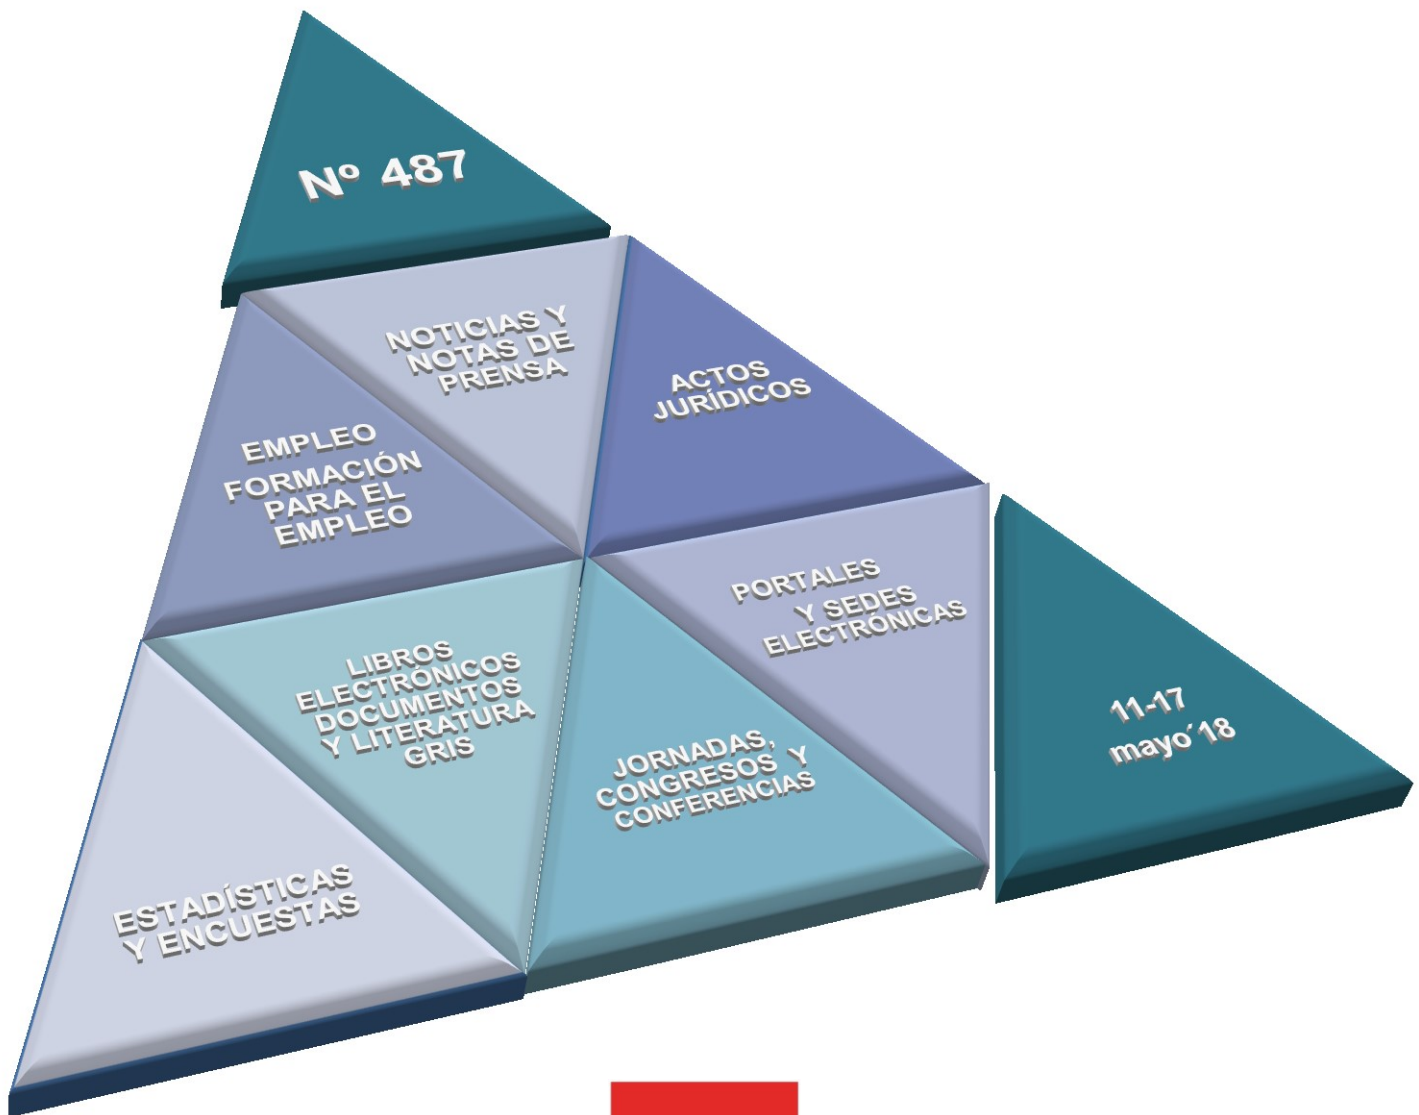 Nº 487
NOTICIAS Y
NOTAS DE
PRENSA
ACTOS
JURÍDICOS
EMPLEO
FORMACIÓN
PARA EL
EMPLEO
PORTALES
Y SEDES
ELECTRÓNICAS
LIBROS
ELECTRÓNICOS
DOCUMENTOS
Y LITERATURA
GRIS
JORNADAS,
CONGRESOS Y
CONFERENCIAS
11-17
mayo´18
ESTADÍSTICAS
Y ENCUESTAS